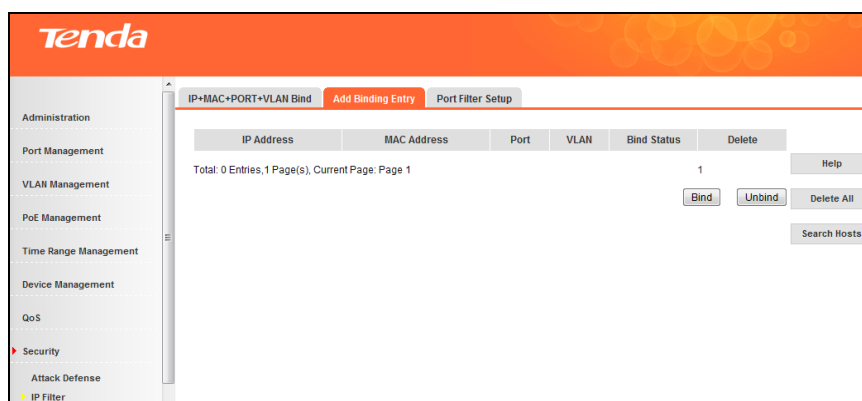 Tenda
IP+MAC+PORT+VLAN Bind Add Binding Entry Port Filter Setup
Administration
Port Management
VLAN Management
PoE Management
Time Range Management
Device Management
QoS
Security
Attack Defense
IP Filter
IP Address MAC Address Port VLAN Bind Status Delete
Total: 0 Entries,1 Page(s), Current Page: Page 1 1
Bind Unbind
Help
Delete All
Search Hosts